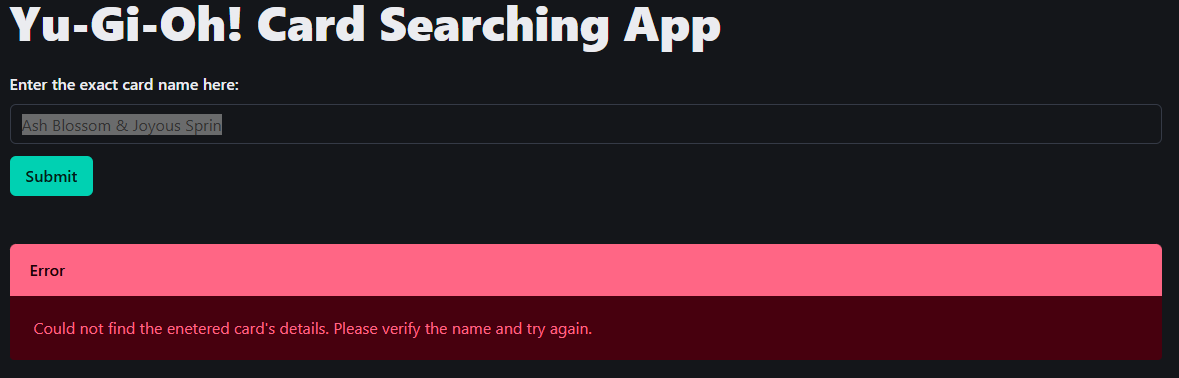 Yu-Gi-Oh! Card Searching App
Enter the exact card name here:
Ash Blossom & Joyous Sprin
Submit
Error
Could not find the enetered card's details. Please verify the name and try again.